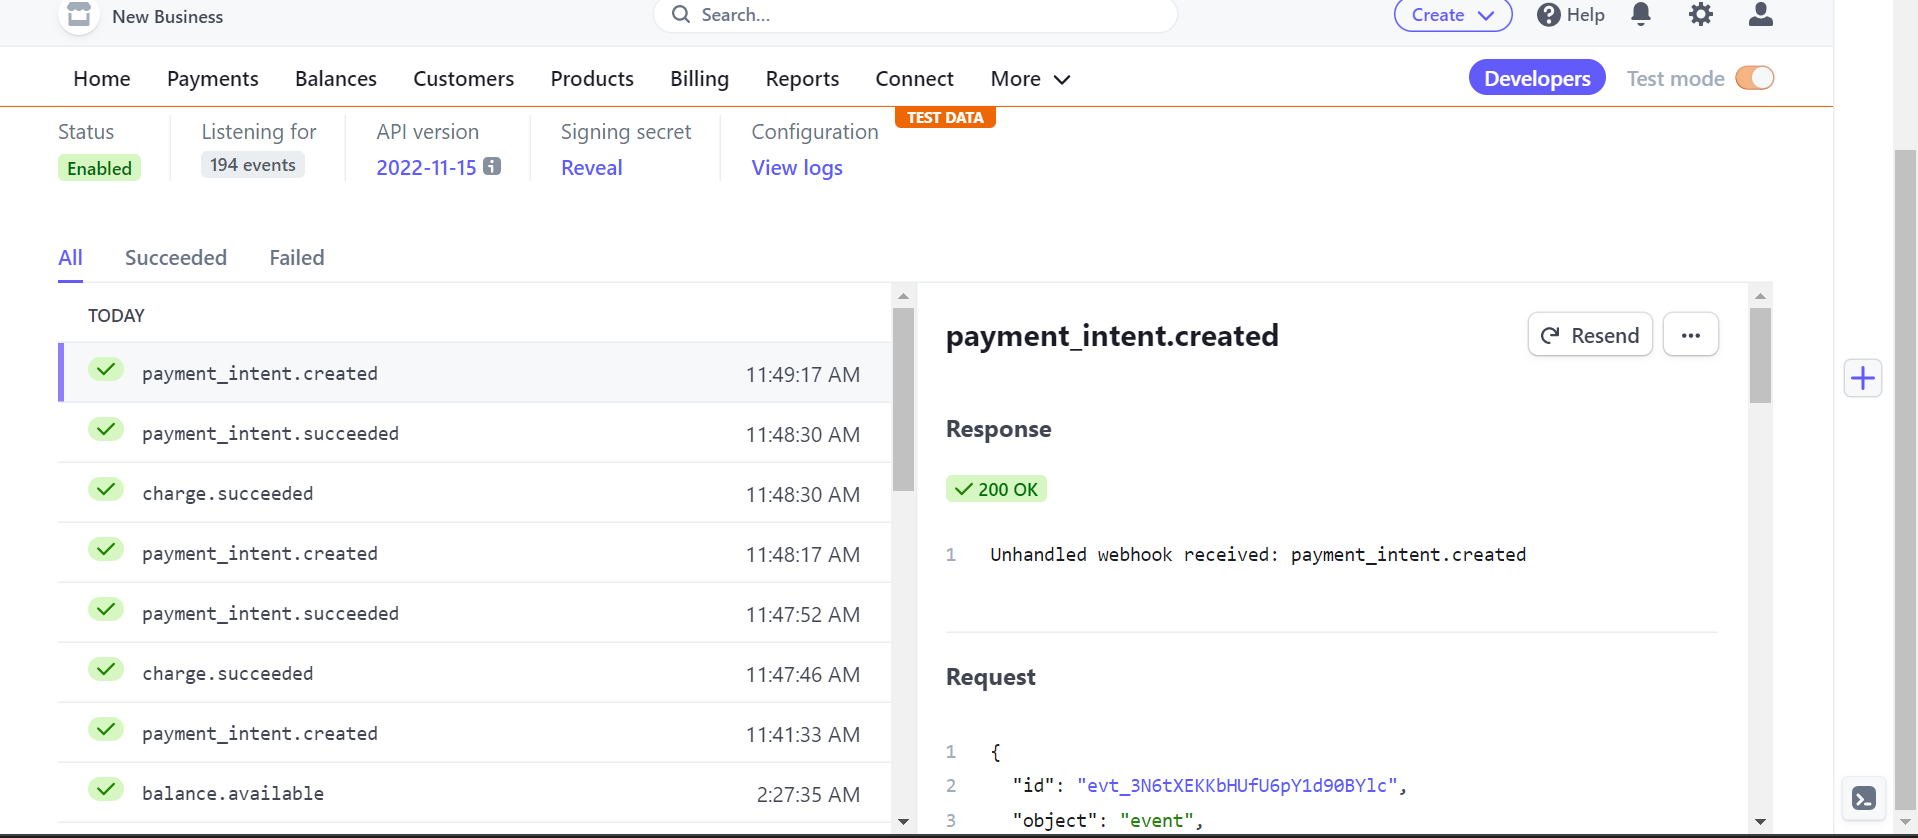 New Business
Search...
Create
Help
Home Payments Balances Customers Products Billing Reports Connect More
Developers
Test mode
TEST DATA
Status
Enabled
Listening for
194 events
API version
2022-11-15
Signing secret
Reveal
Configuration
View logs
All Succeeded Failed
TODAY
payment_intent.created 11:49:17 AM
payment_intent.succeeded 11:48:30 AM
charge.succeeded 11:48:30 AM
payment_intent.created 11:48:17 AM
payment_intent.succeeded 11:47:52 AM
charge.succeeded 11:47:46 AM
payment_intent.created 11:41:33 AM
balance.available 2:27:35 AM
payment_intent.created
Resend
Response
200 OK
1 Unhandled webhook received: payment_intent.created
Request
1 {
2 "id": "evt_3N6tXEKKbHUfU6pY1d90BYlc",
3 "object": "event",